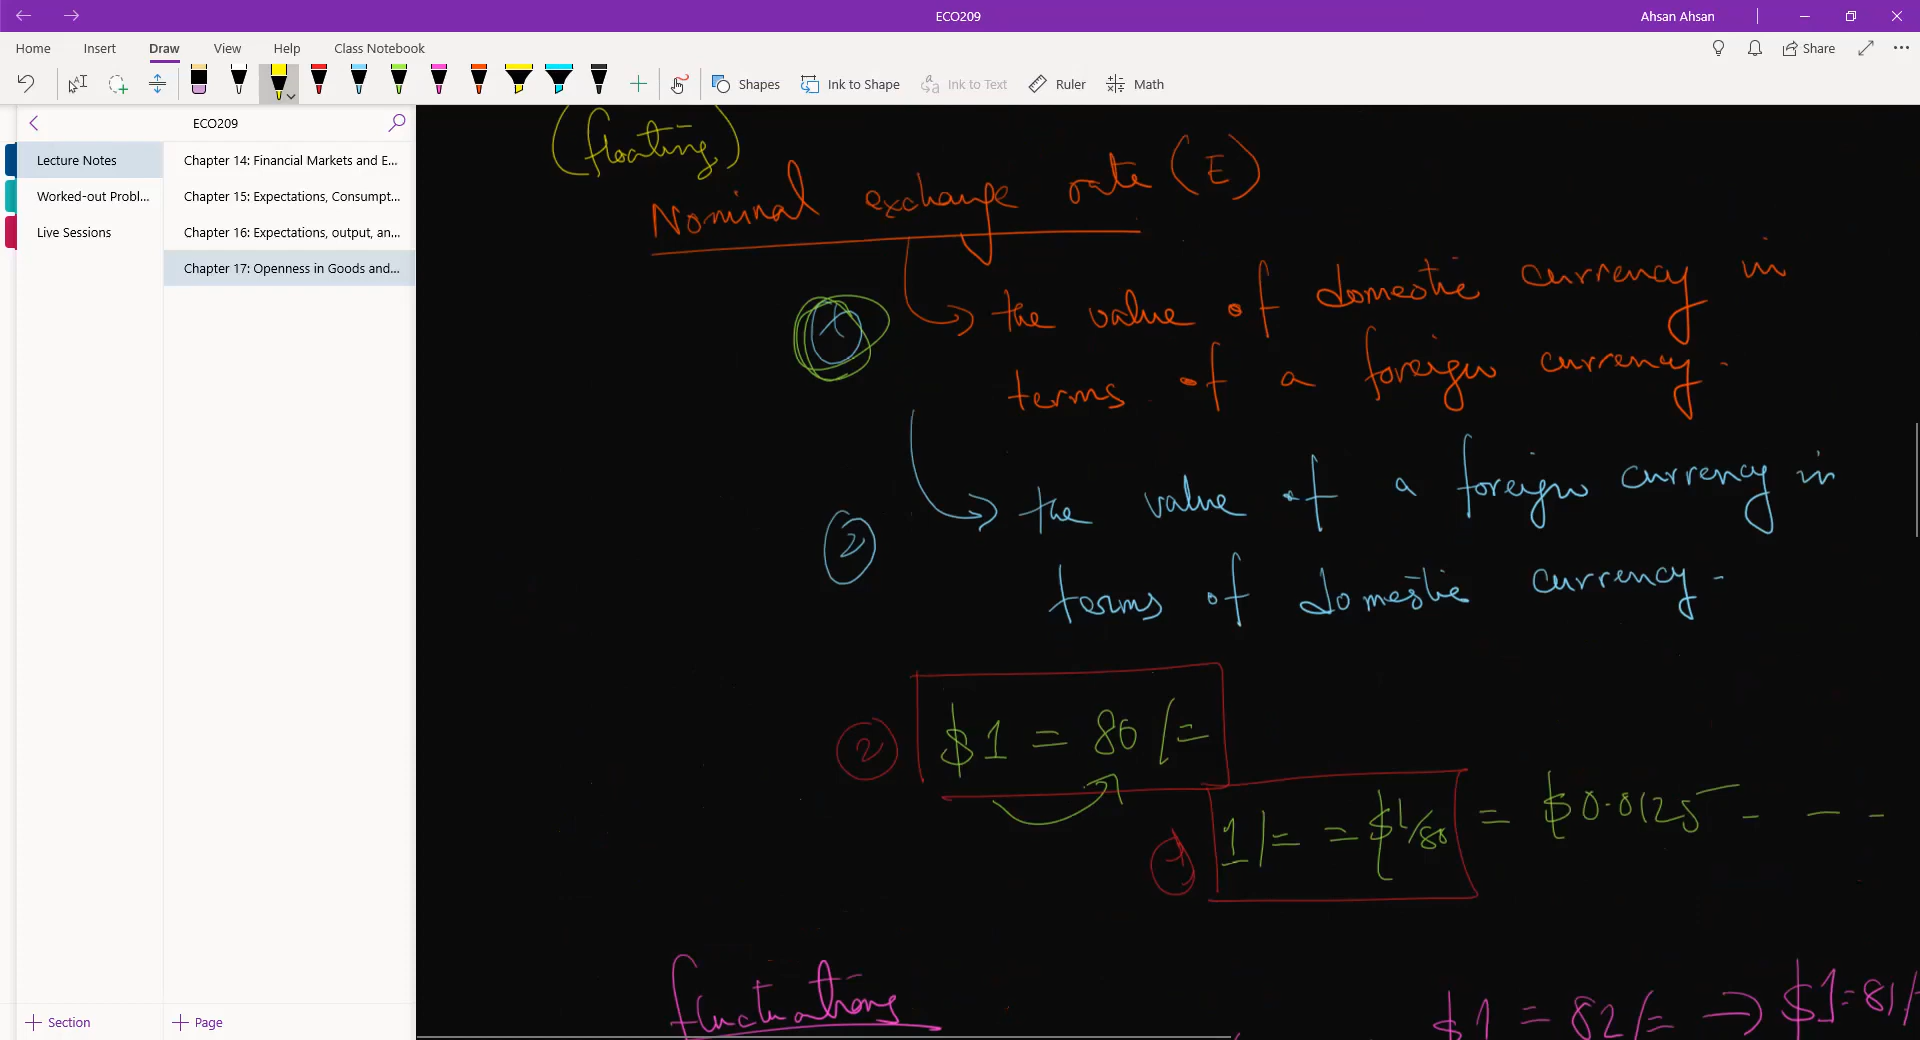 ECO209
Ahsan Ahsan
Home Insert Draw View Help Class Notebook
Share
Shapes Ink to Shape Ink to Text Ruler Math
ECO209
Lecture Notes
Worked-out Probl...
Live Sessions
Chapter 14: Financial Markets and E...
Chapter 15: Expectations, Consumpt...
Chapter 16: Expectations, output, an...
Chapter 17: Openness in Goods and...
Section
Page
(floating)
Nominal exchange rate (E)
1 the value of domestic currency in
terms of a foreign currency.
2 the value of a foreign currency in
terms of domestic currency.
2 $1 = 80/=
1 1/= = $1/80 = $0.0125 - - -
fluctuations
$1 = 82/= → $1=81/=